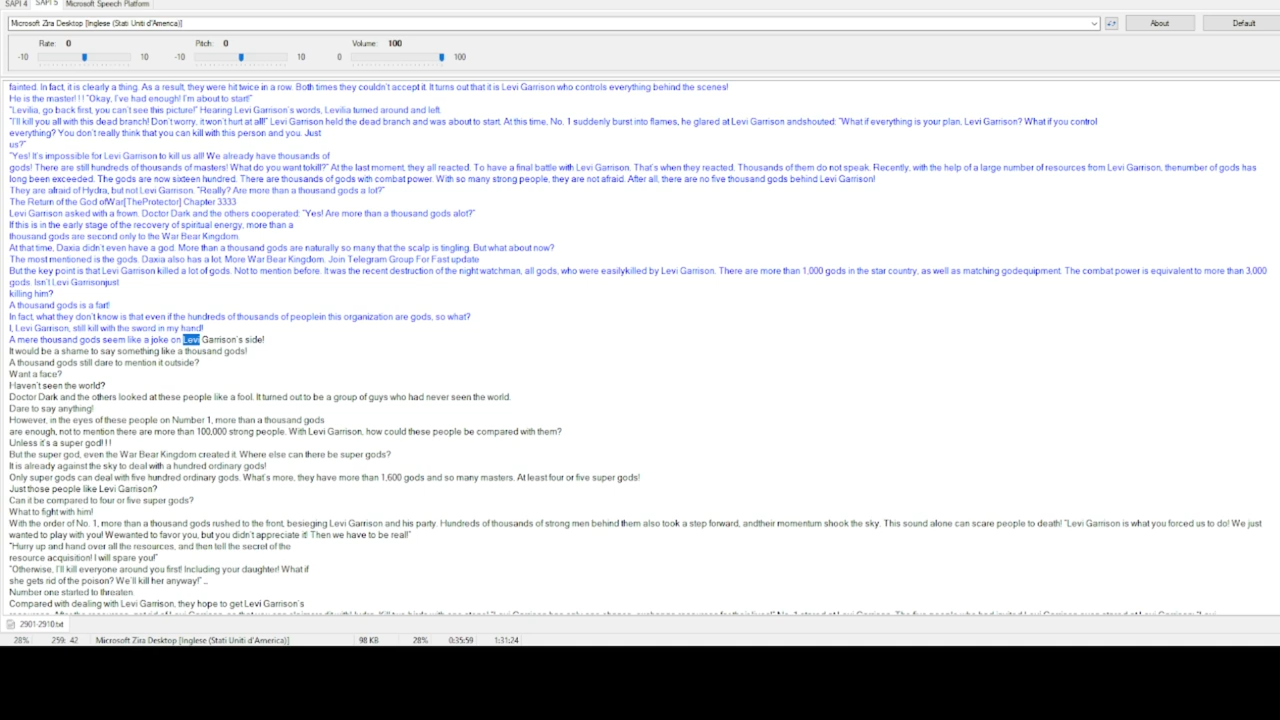 SAPI 4 SAPI 5 Microsoft Speech Platform
Microsoft Zira Desktop [Inglese (Stati Uniti d'America)]
About
Default
Rate: 0
Pitch: 0
Volume: 100
-10 10 -10 10 0 100
fainted. In fact, it is clearly a thing. As a result, they were hit twice in a row. Both times they couldn't accept it. It turns out that it is Levi Garrison who controls everything behind the scenes!
He is the master! ! ! "Okay, I've had enough! I'm about to start!"
"Levilia, go back first, you can't see this picture!" Hearing Levi Garrison's words, Levilia turned around and left.
"I'll kill you all with this dead branch! Don't worry, it won't hurt at all!" Levi Garrison held the dead branch and was about to start. At this time, No. 1 suddenly burst into flames, he glared at Levi Garrison andshouted: "What if everything is your plan, Levi Garrison? What if you control
everything? You don't really think that you can kill with this person and you. Just
us?"
"Yes! It's impossible for Levi Garrison to kill us all! We already have thousands of
gods! There are still hundreds of thousands of masters! What do you want tokill?" At the last moment, they all reacted. To have a final battle with Levi Garrison. That's when they reacted. Thousands of them do not speak. Recently, with the help of a large number of resources from Levi Garrison, thenumber of gods has
long been exceeded. The gods are now sixteen hundred. There are thousands of gods with combat power. With so many strong people, they are not afraid. After all, there are no five thousand gods behind Levi Garrison!
They are afraid of Hydra, but not Levi Garrison. "Really? Are more than a thousand gods a lot?"
The Return of the God ofWar[TheProtector] Chapter 3333
Levi Garrison asked with a frown. Doctor Dark and the others cooperated: "Yes! Are more than a thousand gods alot?"
If this is in the early stage of the recovery of spiritual energy, more than a
thousand gods are second only to the War Bear Kingdom.
At that time, Daxia didn't even have a god. More than a thousand gods are naturally so many that the scalp is tingling. But what about now?
The most mentioned is the gods. Daxia also has a lot. More War Bear Kingdom. Join Telegram Group For Fast update
But the key point is that Levi Garrison killed a lot of gods. Not to mention before. It was the recent destruction of the night watchman, all gods, who were easilykilled by Levi Garrison. There are more than 1,000 gods in the star country, as well as matching godequipment. The combat power is equivalent to more than 3,000
gods. Isn't Levi Garrisonjust
killing him?
A thousand gods is a fart!
In fact, what they don't know is that even if the hundreds of thousands of peoplein this organization are gods, so what?
I, Levi Garrison, still kill with the sword in my hand!
A mere thousand gods seem like a joke on Levi Garrison's side!
It would be a shame to say something like a thousand gods!
A thousand gods still dare to mention it outside?
Want a face?
Haven't seen the world?
Doctor Dark and the others looked at these people like a fool. It turned out to be a group of guys who had never seen the world.
Dare to say anything!
However, in the eyes of these people on Number 1, more than a thousand gods
are enough, not to mention there are more than 100,000 strong people. With Levi Garrison, how could these people be compared with them?
Unless it's a super god! ! !
But the super god, even the War Bear Kingdom created it. Where else can there be super gods?
It is already against the sky to deal with a hundred ordinary gods!
Only super gods can deal with five hundred ordinary gods. What's more, they have more than 1,600 gods and so many masters. At least four or five super gods!
Just those people like Levi Garrison?
Can it be compared to four or five super gods?
What to fight with him!
With the order of No. 1, more than a thousand gods rushed to the front, besieging Levi Garrison and his party. Hundreds of thousands of strong men behind them also took a step forward, andtheir momentum shook the sky. This sound alone can scare people to death! "Levi Garrison is what you forced us to do! We just
wanted to play with you! Wewanted to favor you, but you didn't appreciate it! Then we have to be real!"
"Hurry up and hand over all the resources, and then tell the secret of the
resource acquisition! I will spare you!"
"Otherwise, I'll kill everyone around you first! Including your daughter! What if
she gets rid of the poison? We'll kill her anyway!" ...
Number one started to threaten.
Compared with dealing with Levi Garrison, they hope to get Levi Garrison's
2901-2910.txt
28% 259: 42 Microsoft Zira Desktop [Inglese (Stati Uniti d'America)] 98 KB 28% 0:35:59 1:31:24